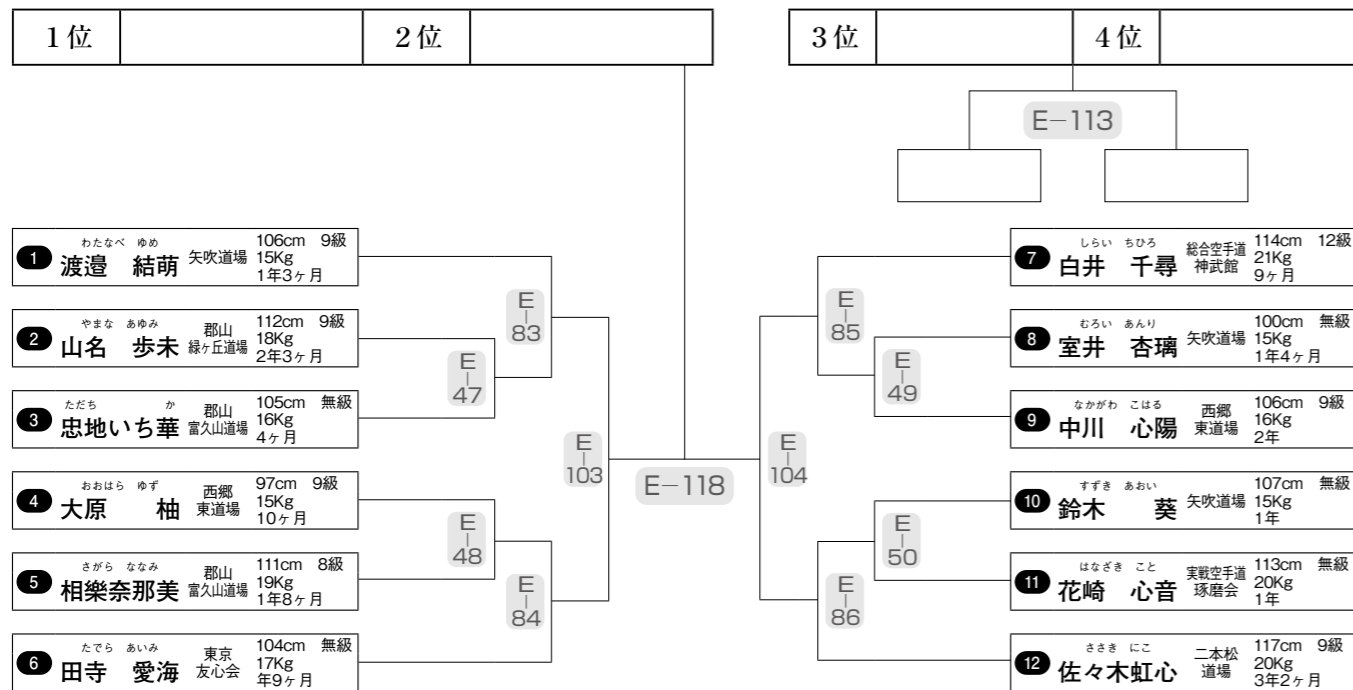 1位 2位 3位 4位
E-113
わたなべ ゆめ
1 渡邉 結萌 矢吹道場 106cm 9級
15Kg
1年3ヶ月
やまな あゆみ
2 山名 歩未 郡山 緑ヶ丘道場 112cm 9級
18Kg
2年3ヶ月
ただち か
3 忠地いち華 郡山 富久山道場 105cm 無級
16Kg
4ヶ月
おおはら ゆず
4 大原 柚 西郷 東道場 97cm 9級
15Kg
10ヶ月
さがら ななみ
5 相樂奈那美 郡山 富久山道場 111cm 8級
19Kg
1年8ヶ月
たでら あいみ
6 田寺 愛海 東京 友心会 104cm 無級
17Kg
年9ヶ月
E-83
E-47
E-48
E-84
E-103
E-118
E-104
E-85
E-49
E-50
E-86
しらい ちひろ
7 白井 千尋 総合空手道 神武館 114cm 12級
21Kg
9ヶ月
むろい あんり
8 室井 杏璃 矢吹道場 100cm 無級
15Kg
1年4ヶ月
なかがわ こはる
9 中川 心陽 西郷 東道場 106cm 9級
16Kg
2年
すずき あおい
10 鈴木 葵 矢吹道場 107cm 無級
15Kg
1年
はなざき こと
11 花崎 心音 実戦空手道 琢磨会 113cm 無級
20Kg
1年
ささき にこ
12 佐々木虹心 二本松 道場 117cm 9級
20Kg
3年2ヶ月